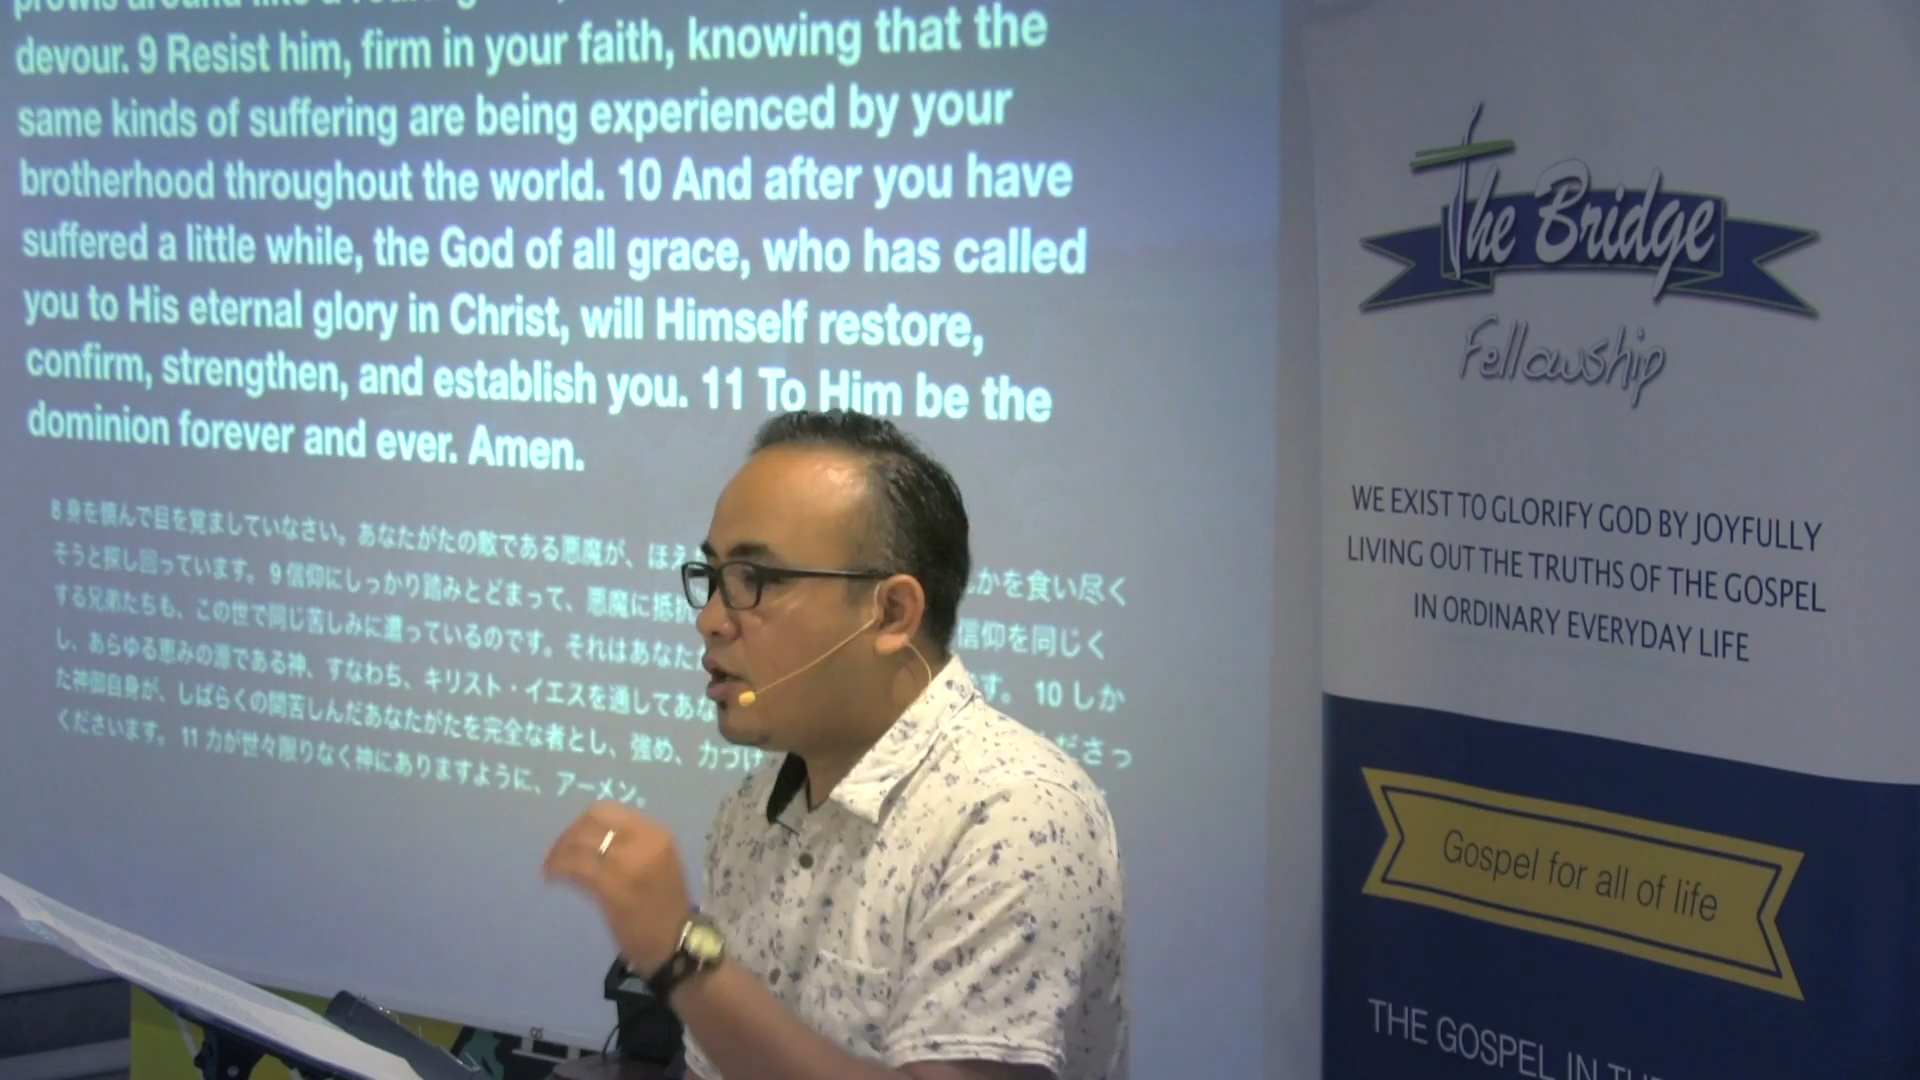 prowls around like a
devour. 9 Resist him, firm in your faith, knowing that the
same kinds of suffering are being experienced by your
brotherhood throughout the world. 10 And after you have
suffered a little while, the God of all grace, who has called
you to His eternal glory in Christ, will Himself restore,
confirm, strengthen, and establish you. 11 To Him be the
dominion forever and ever. Amen.
8 身を慎んで目を覚ましていなさい。あなたがたの敵である悪魔が、ほえ かを食い尽く
そうと探し回っています。 9 信仰にしっかり踏みとどまって、悪魔に抵抗 信仰を同じく
する兄弟たちも、この世で同じ苦しみに遭っているのです。それはあなた す。 10 しか
し、あらゆる恵みの源である神、すなわち、キリスト・イエスを通してあな ださっ
た神御自身が、しばらくの間苦しんだあなたがたを完全な者とし、強め、力づけ
くださいます。 11 力が世々限りなく神にありますように、アーメン。
The Bridge
Fellowship
WE EXIST TO GLORIFY GOD BY JOYFULLY
LIVING OUT THE TRUTHS OF THE GOSPEL
IN ORDINARY EVERYDAY LIFE
Gospel for all of life
THE GOSPEL IN